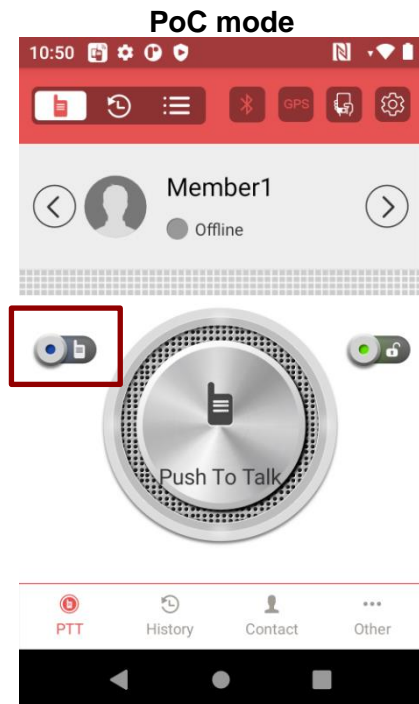 PoC mode
10:50
GPS
Member1
Offline
Push To Talk
PTT History Contact Other